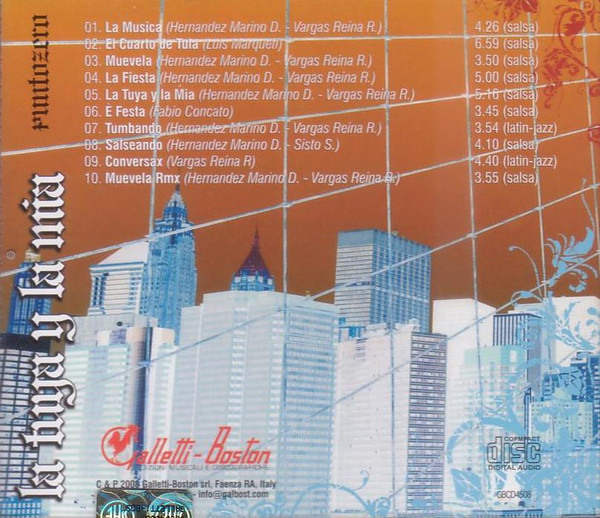 puntozero
la tuya y la mia
01. La Musica (Hernandez Marino D. - Vargas Reina R.) 4.26 (salsa)
02. El Cuarto de Tula (Luis Marquetì) 6.59 (salsa)
03. Muevela (Hernandez Marino D. - Vargas Reina R.) 3.50 (salsa)
04. La Fiesta (Hernandez Marino D. - Vargas Reina R.) 5.00 (salsa)
05. La Tuya y la Mia (Hernandez Marino D. - Vargas Reina R.) 5.16 (salsa)
06. E Festa (Fabio Concato) 3.45 (salsa)
07. Tumbando (Hernandez Marino D. - Vargas Reina R.) 3.54 (latin-jazz)
08. Salseando (Hernandez Marino D. - Sisto S.) 4.10 (salsa)
09. Conversax (Vargas Reina R) 4.40 (latin-jazz)
10. Muevela Rmx (Hernandez Marino D. - Vargas Reina R.) 3.55 (salsa)
Galletti-Boston
EDIZIONI MUSICALI E DISCOGRAFICHE
C & P 2008 Galletti-Boston srl, Faenza RA, Italy
- info@galbost.com
COMPACT
disc
DIGITAL AUDIO
GBCD4508